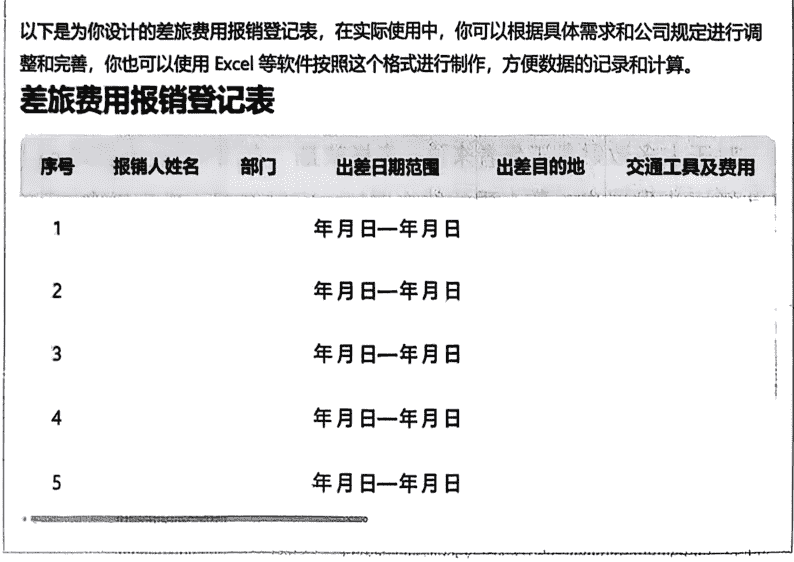 以下是为你设计的差旅费用报销登记表，在实际使用中，你可以根据具体需求和公司规定进行调
整和完善，你也可以使用 Excel 等软件按照这个格式进行制作，方便数据的记录和计算。
差旅费用报销登记表
序号 报销人姓名 部门 出差日期范围 出差目的地 交通工具及费用
1 年月日—年月日
2 年月日—年月日
3 年月日—年月日
4 年月日—年月日
5 年月日—年月日